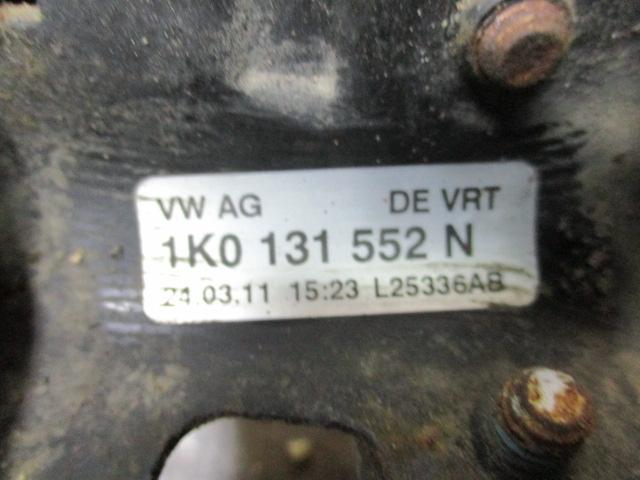 VW AG DE VRT
1K0 131 552 N
24.03.11 15:23 L25336AB